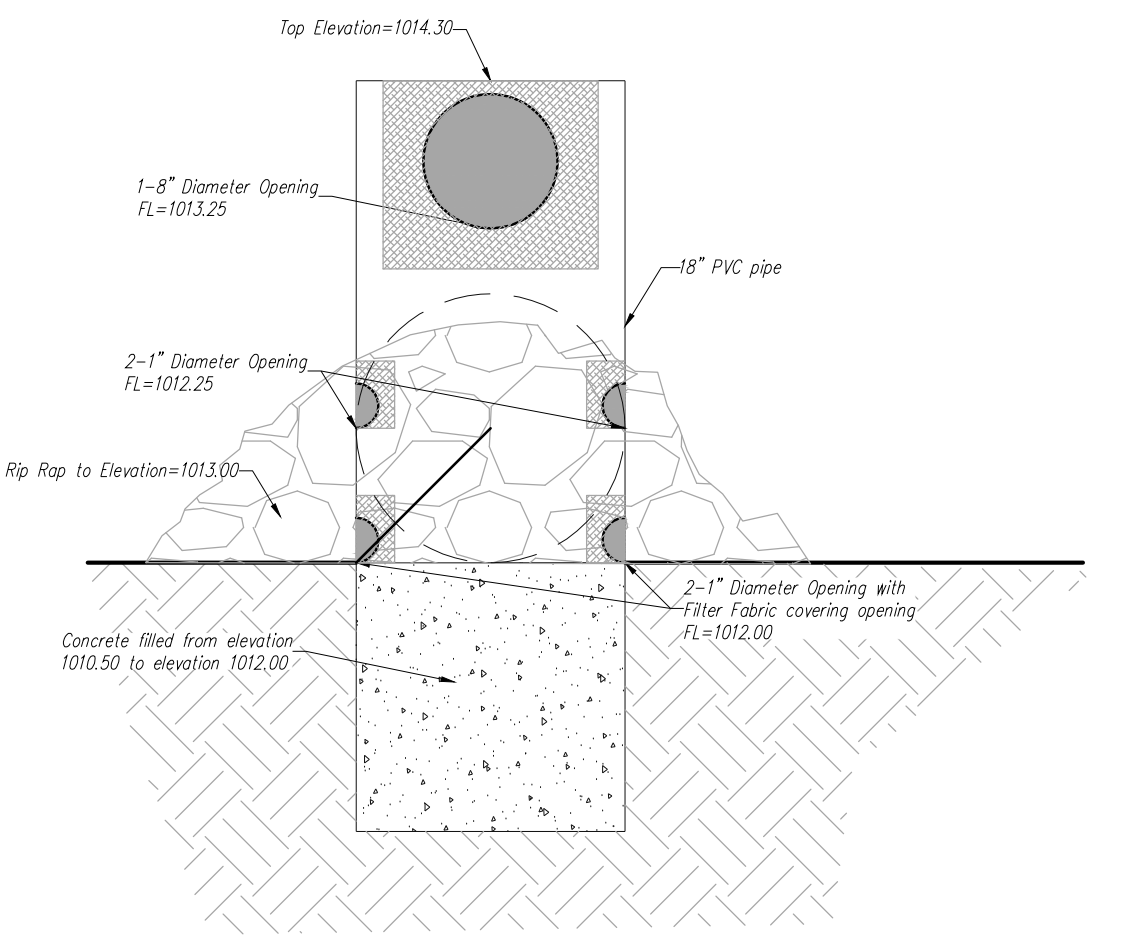 Top Elevation=1014.30
1-8" Diameter Opening
FL=1013.25
18" PVC pipe
2-1" Diameter Opening
FL=1012.25
Rip Rap to Elevation=1013.00
2-1" Diameter Opening with
Filter Fabric covering opening
FL=1012.00
Concrete filled from elevation
1010.50 to elevation 1012.00